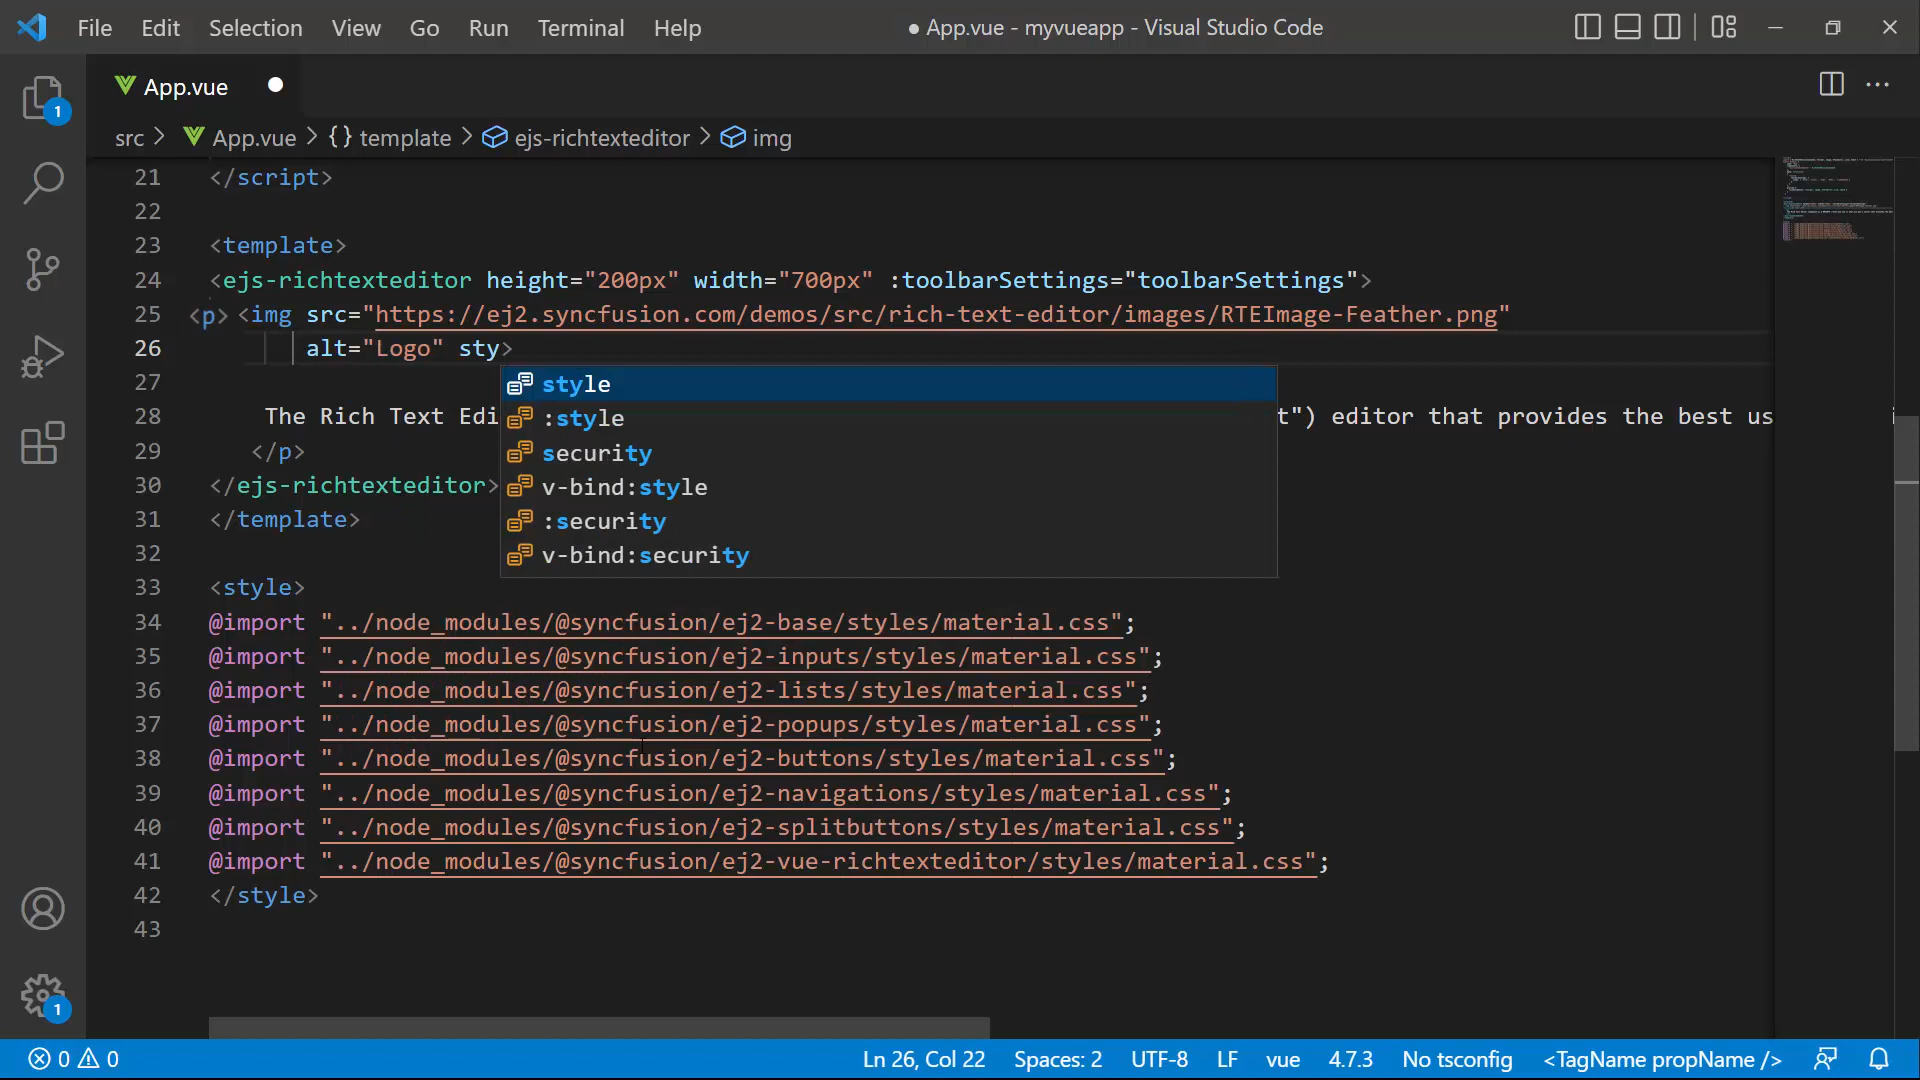 File Edit Selection View Go Run Terminal Help ● App.vue - myvueapp - Visual Studio Code
App.vue ●
1
src > App.vue > {} template > ejs-richtexteditor > img
21 </script>
22
23 <template>
24 <ejs-richtexteditor height="200px" width="700px" :toolbarSettings="toolbarSettings">
25 <p> <img src="https://ej2.syncfusion.com/demos/src/rich-text-editor/images/RTEImage-Feather.png"
26 alt="Logo" sty>
27 style
:style
28 The Rich Text Edi t") editor that provides the best us
29 </p> security
30 </ejs-richtexteditor> v-bind:style
31 </template> :security
32 v-bind:security
33 <style>
34 @import "../node_modules/@syncfusion/ej2-base/styles/material.css";
35 @import "../node_modules/@syncfusion/ej2-inputs/styles/material.css";
36 @import "../node_modules/@syncfusion/ej2-lists/styles/material.css";
37 @import "../node_modules/@syncfusion/ej2-popups/styles/material.css";
38 @import "../node_modules/@syncfusion/ej2-buttons/styles/material.css";
39 @import "../node_modules/@syncfusion/ej2-navigations/styles/material.css";
40 @import "../node_modules/@syncfusion/ej2-splitbuttons/styles/material.css";
41 @import "../node_modules/@syncfusion/ej2-vue-richtexteditor/styles/material.css";
42 </style>
43
1
0 0 Ln 26, Col 22 Spaces: 2 UTF-8 LF vue 4.7.3 No tsconfig <TagName propName />